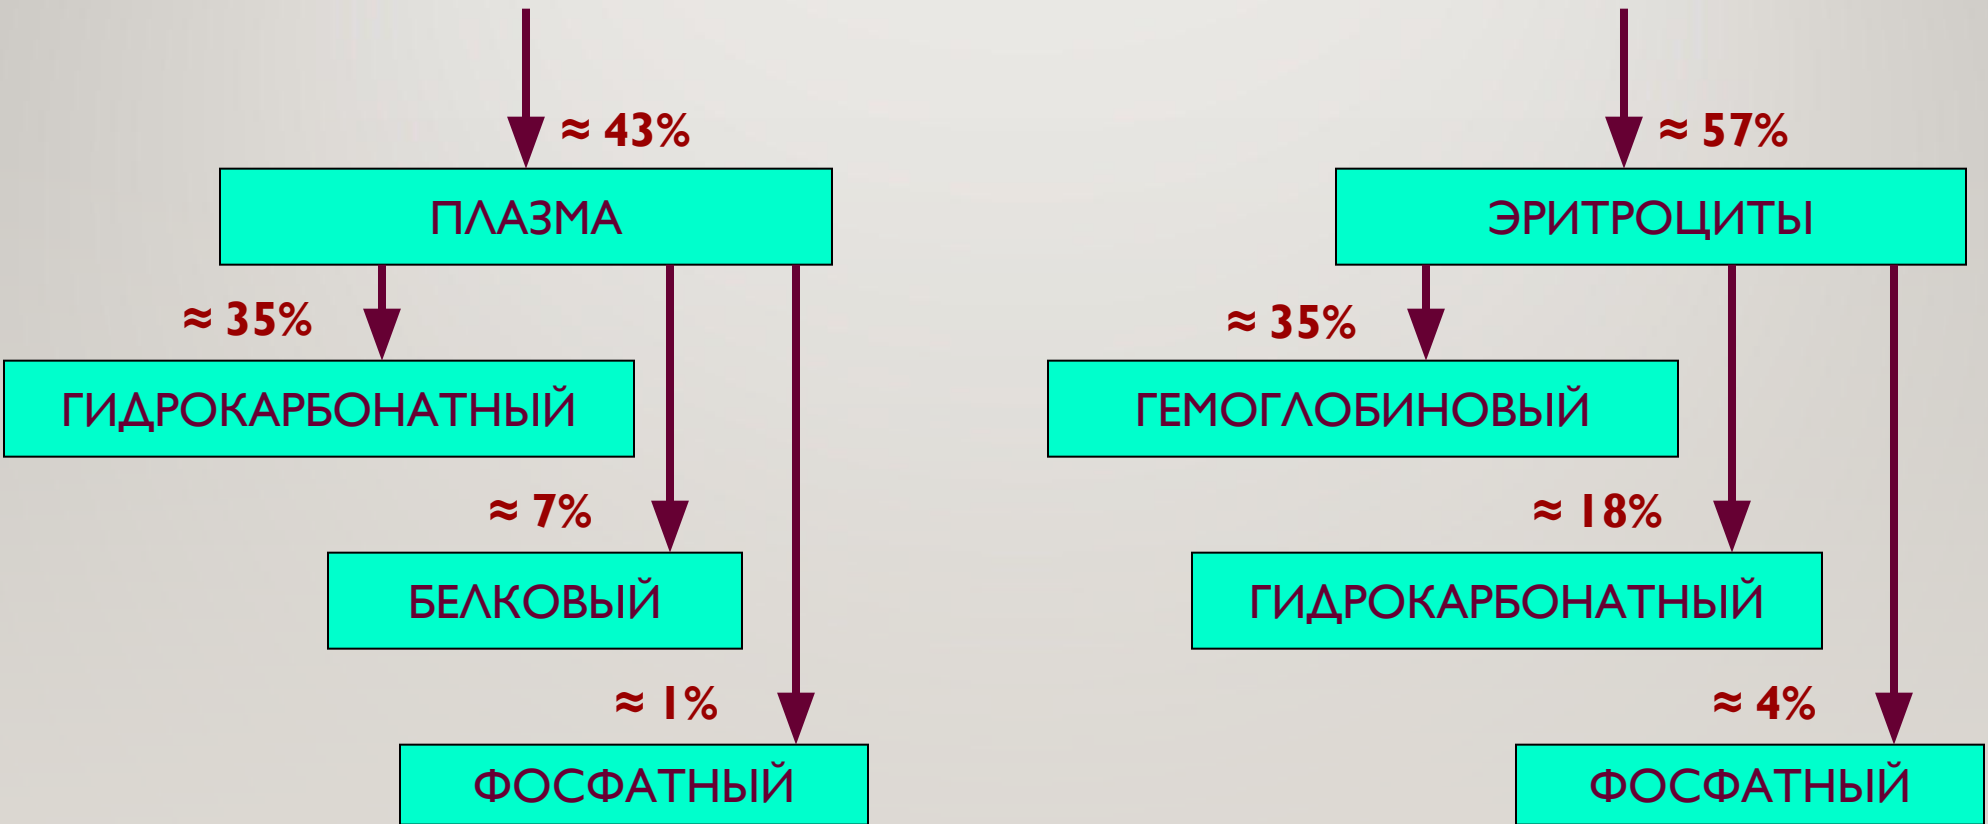 ≈ 43%
ПЛАЗМА
≈ 35%
ГИДРОКАРБОНАТНЫЙ
≈ 7%
БЕЛКОВЫЙ
≈ 1%
ФОСФАТНЫЙ
≈ 57%
ЭРИТРОЦИТЫ
≈ 35%
ГЕМОГЛОБИНОВЫЙ
≈ 18%
ГИДРОКАРБОНАТНЫЙ
≈ 4%
ФОСФАТНЫЙ